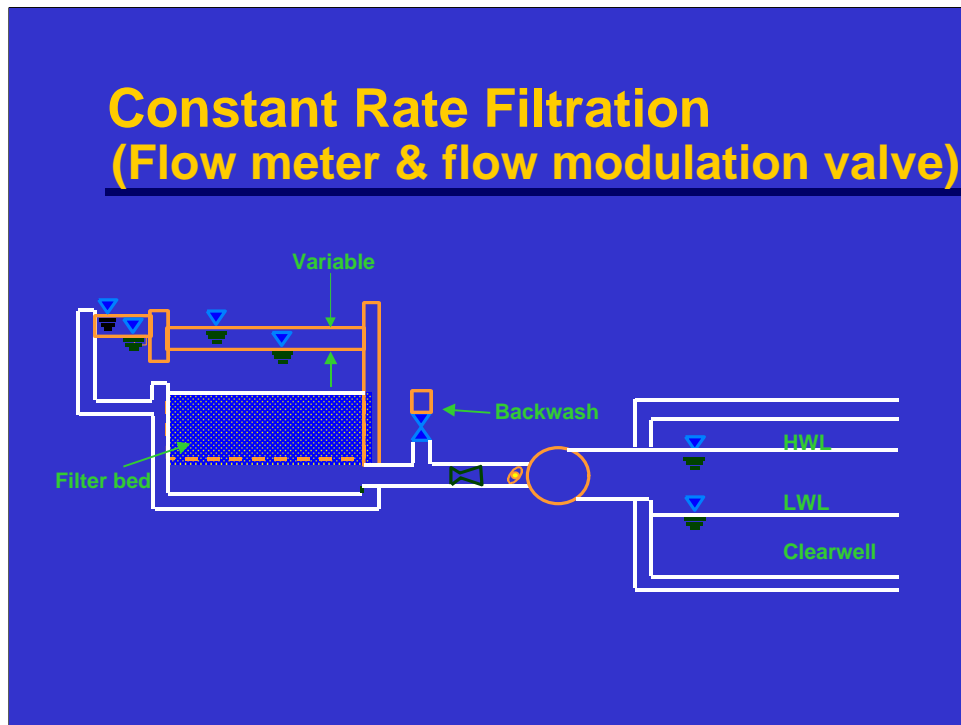 Constant Rate Filtration
(Flow meter & flow modulation valve)
Variable
Backwash
HWL
Filter bed
LWL
Clearwell